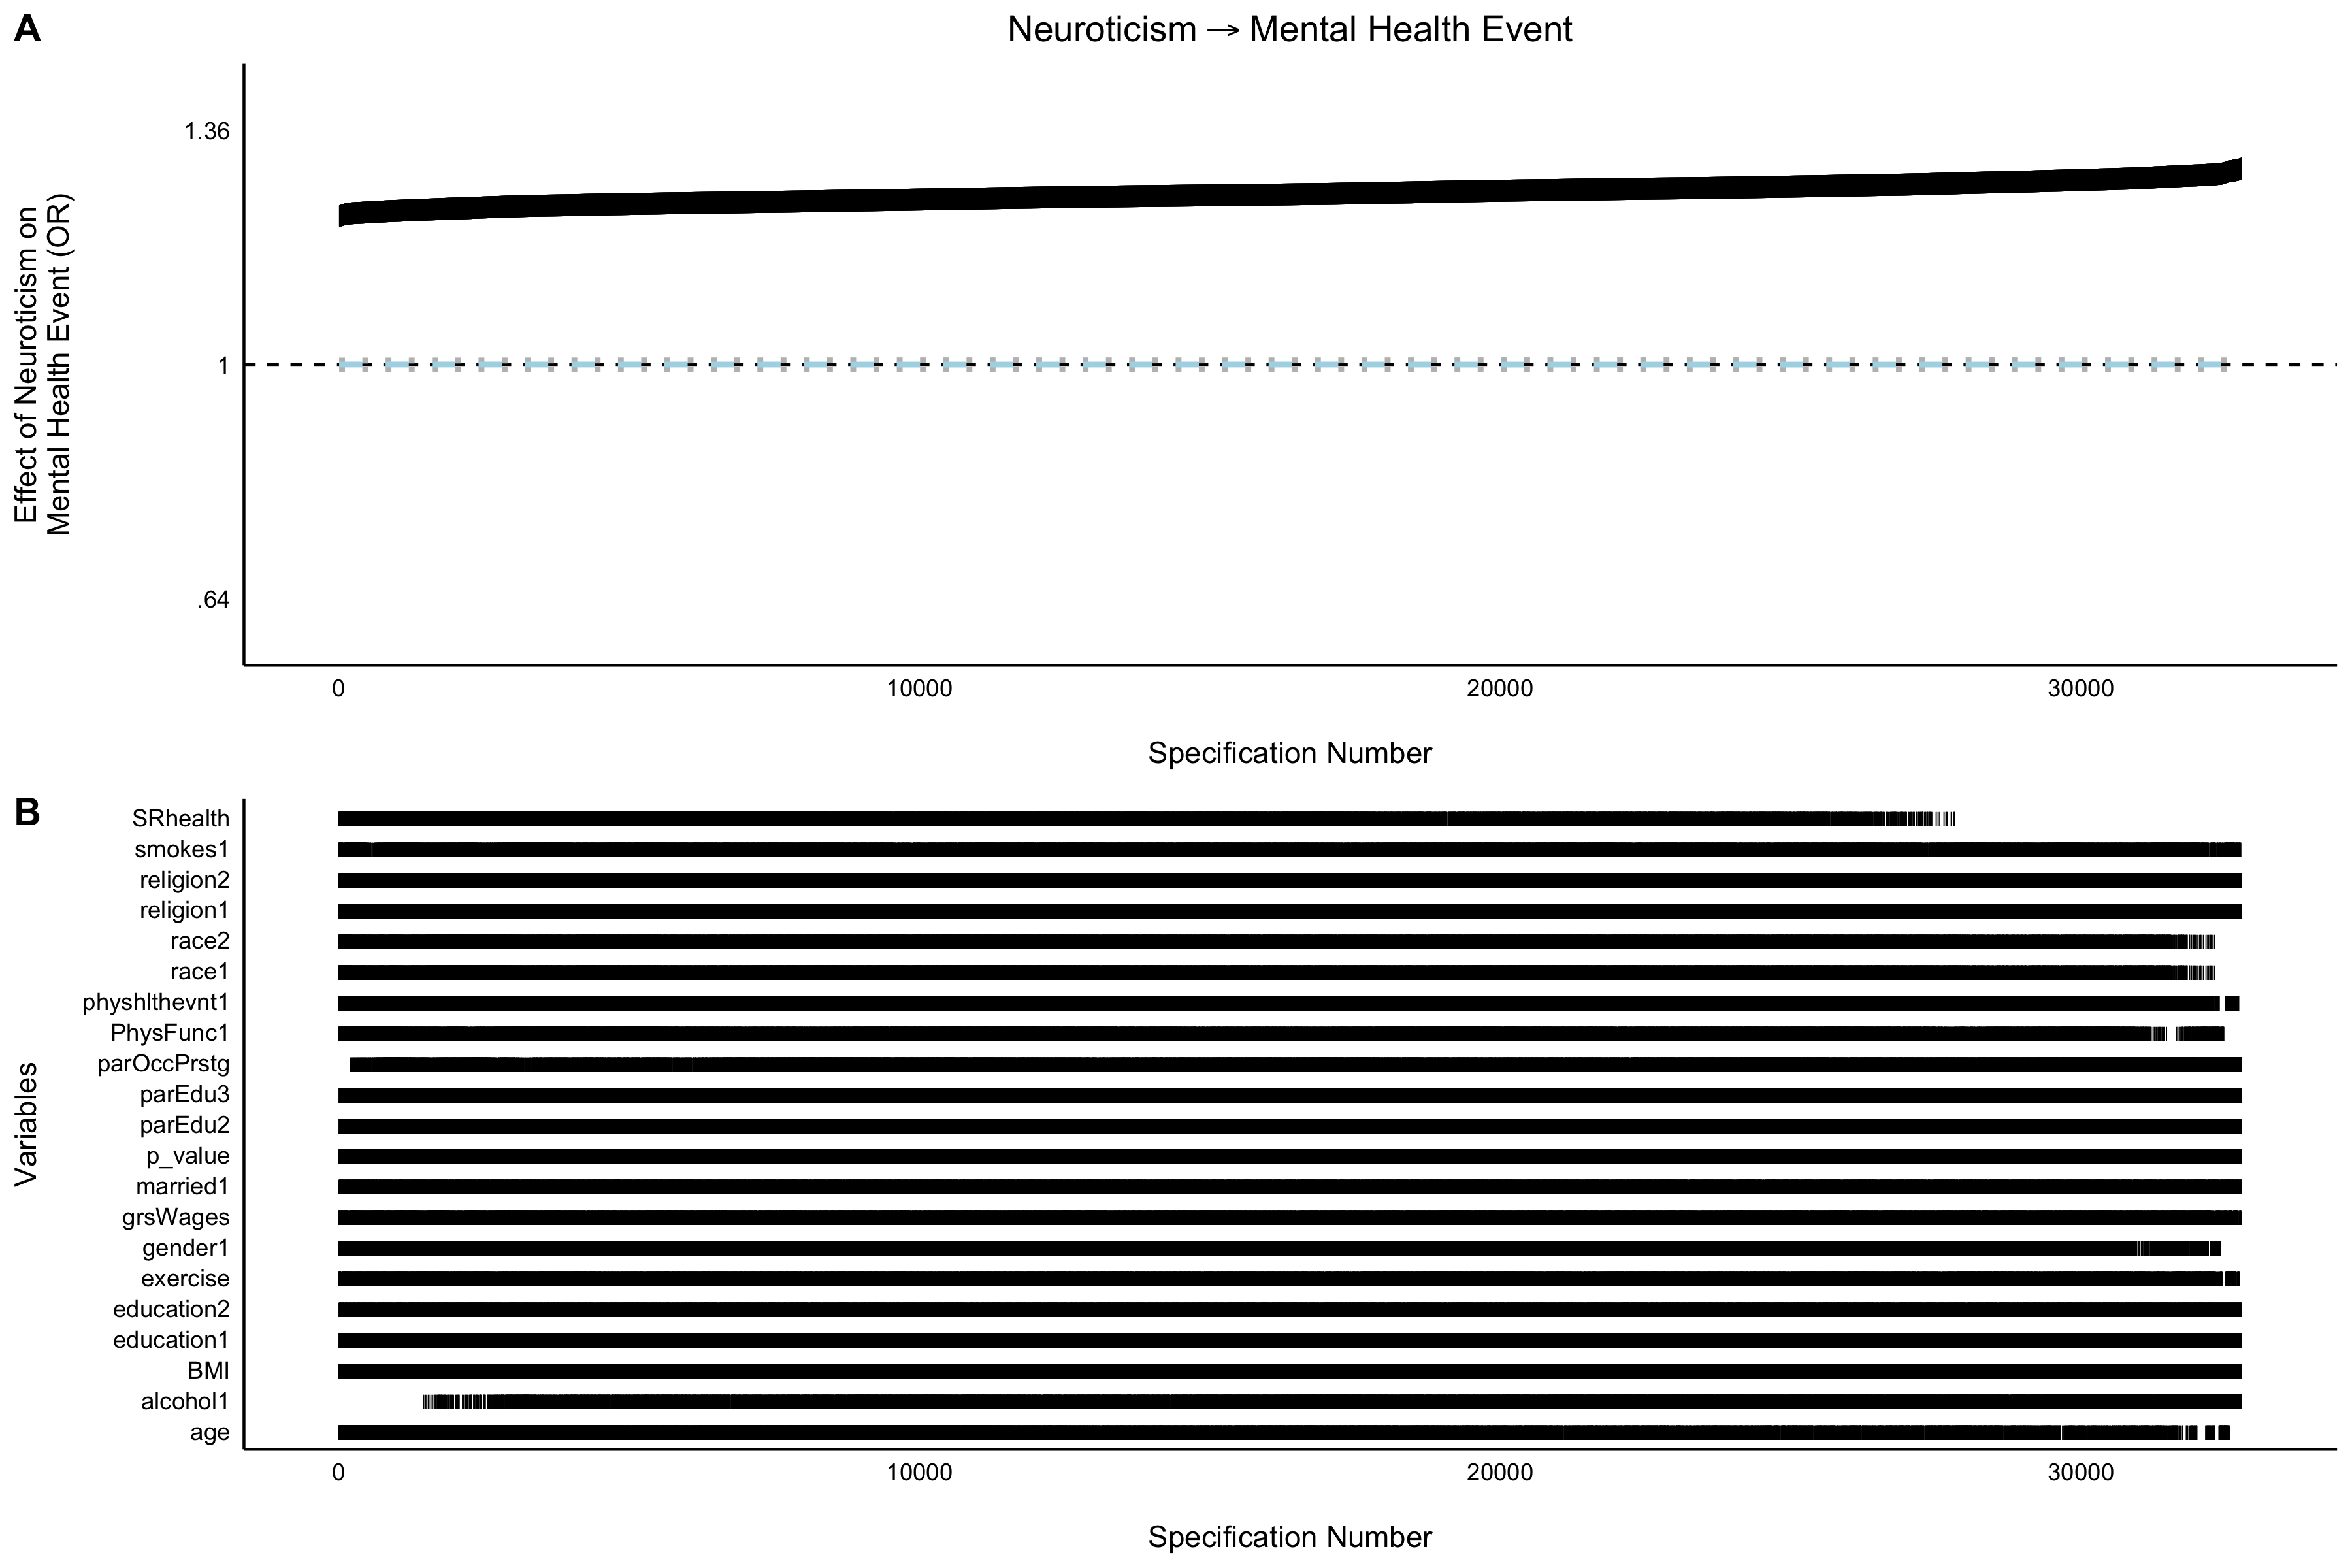 A
Neuroticism → Mental Health Event
Effect of Neuroticism on
Mental Health Event (OR)
1.36
1
.64
0 10000 20000 30000
Specification Number
B
Variables
SRhealth
smokes1
religion2
religion1
race2
race1
physhlthevnt1
PhysFunc1
parOccPrstg
parEdu3
parEdu2
p_value
married1
grsWages
gender1
exercise
education2
education1
BMI
alcohol1
age
0 10000 20000 30000
Specification Number